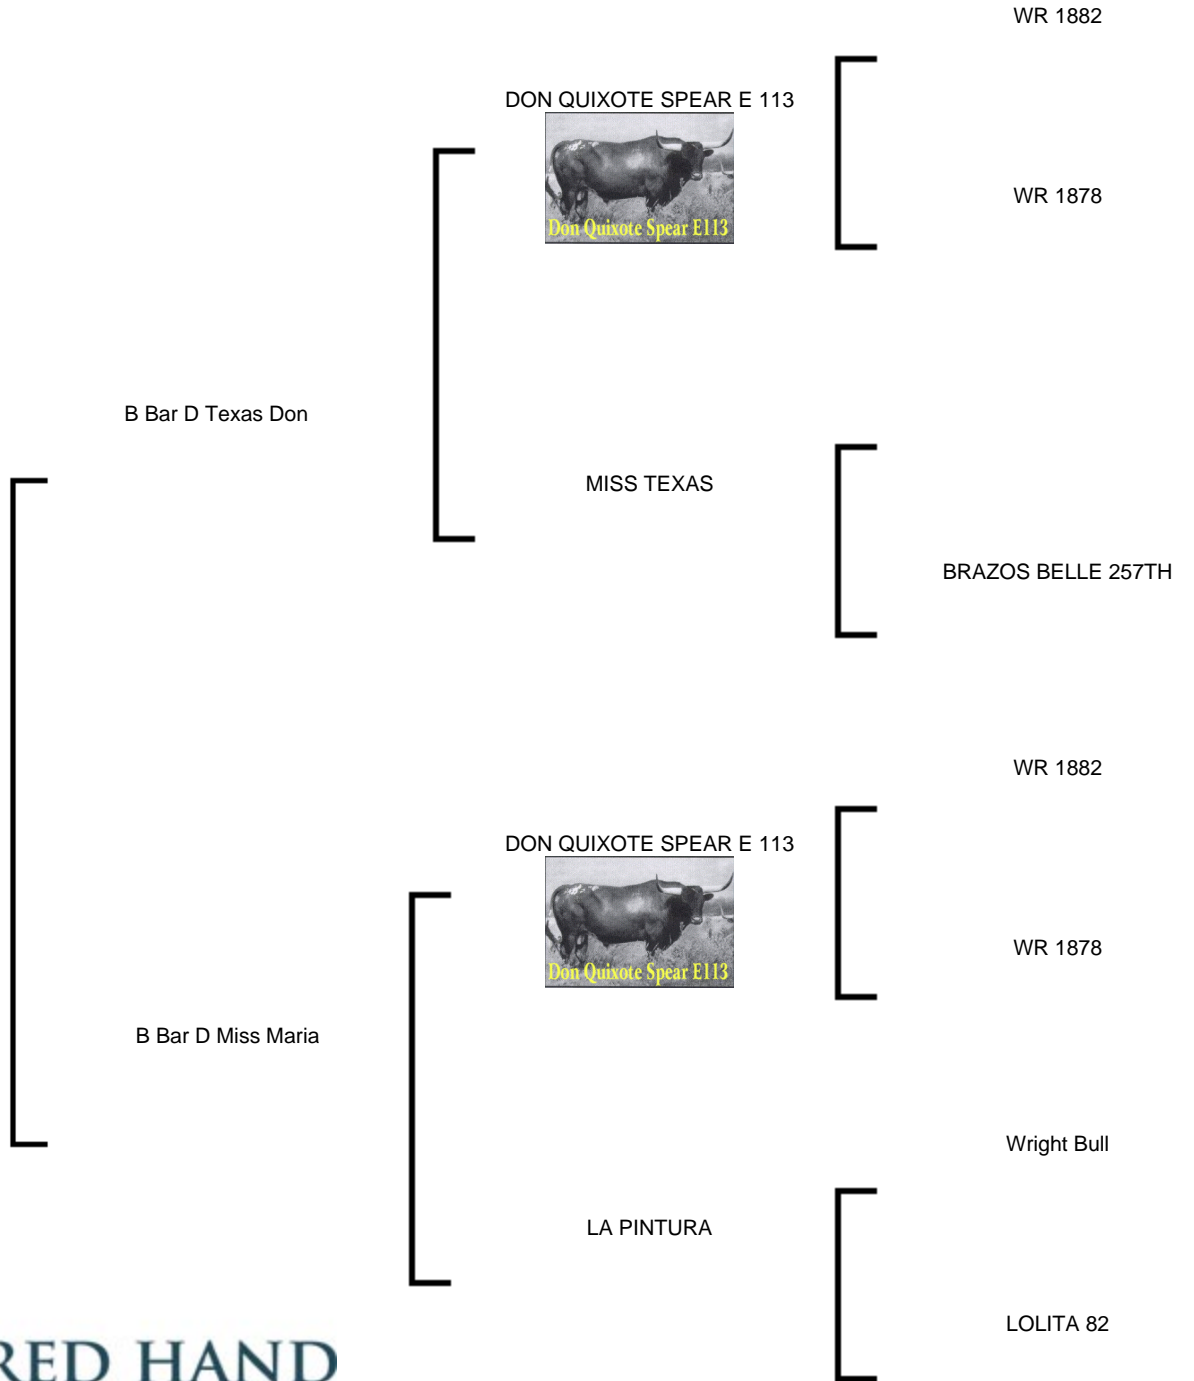 WR 1882
DON QUIXOTE SPEAR E 113
Don Quixote Spear E113
WR 1878
B Bar D Texas Don
MISS TEXAS
BRAZOS BELLE 257TH
WR 1882
DON QUIXOTE SPEAR E 113
Don Quixote Spear E113
WR 1878
B Bar D Miss Maria
Wright Bull
LA PINTURA
LOLITA 82
RED HAND